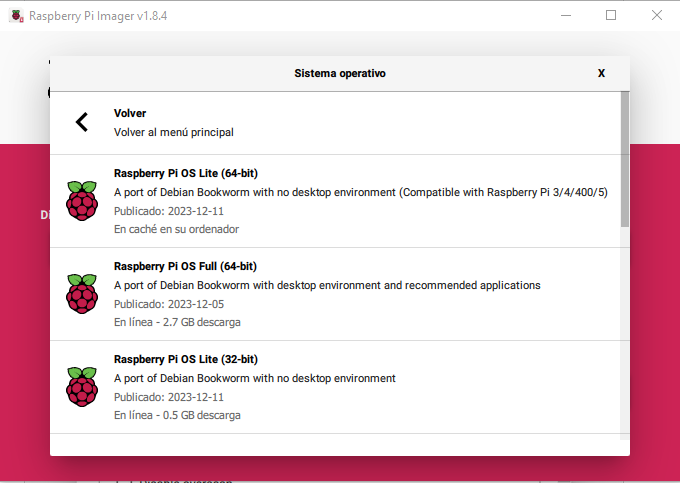 Raspberry Pi Imager v1.8.4
Sistema operativo
X
Volver
Volver al menú principal
Raspberry Pi OS Lite (64-bit)
A port of Debian Bookworm with no desktop environment (Compatible with Raspberry Pi 3/4/400/5)
Publicado: 2023-12-11
En caché en su ordenador
Raspberry Pi OS Full (64-bit)
A port of Debian Bookworm with desktop environment and recommended applications
Publicado: 2023-12-05
En línea - 2.7 GB descarga
Raspberry Pi OS Lite (32-bit)
A port of Debian Bookworm with no desktop environment
Publicado: 2023-12-11
En línea - 0.5 GB descarga